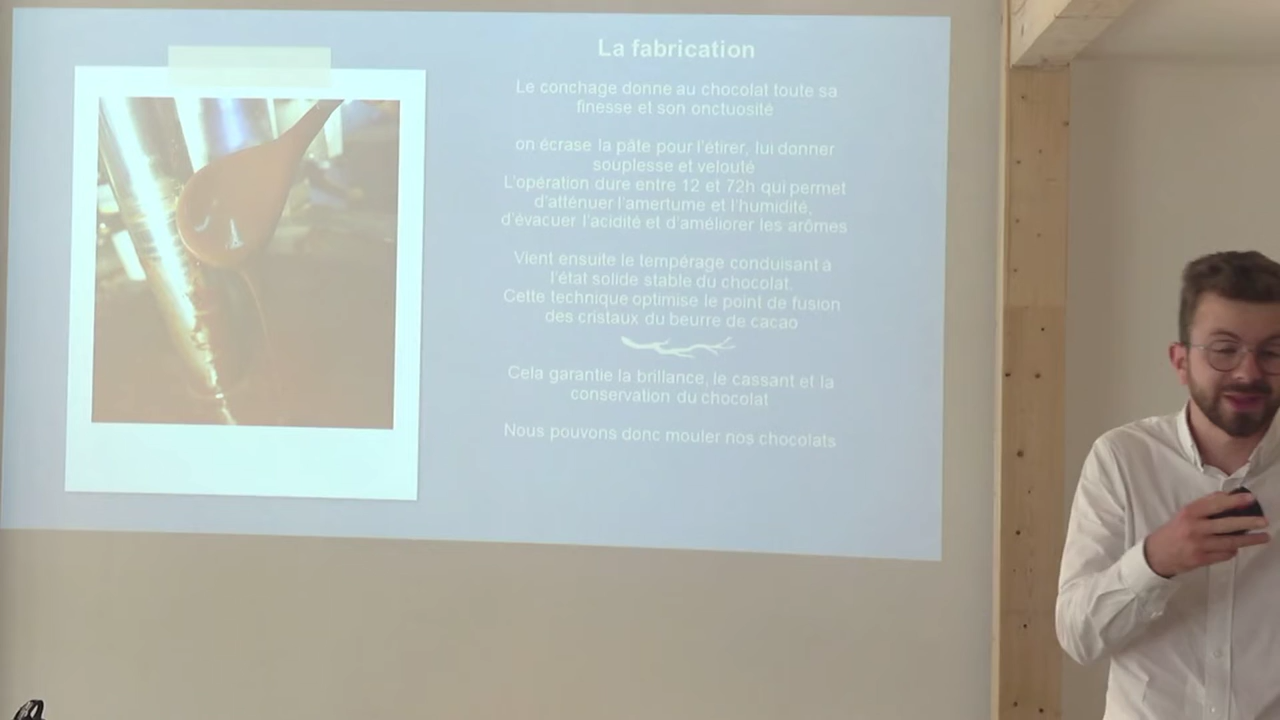 La fabrication
Le conchage donne au chocolat toute sa
finesse et son onctuosité
on écrase la pâte pour l'étirer, lui donner
souplesse et velouté
L'opération dure entre 12 et 72h qui permet
d'atténuer l'amertume et l'humidité,
d'évacuer l'acidité et d'améliorer les arômes
Vient ensuite le tempérage conduisant à
l'état solide stable du chocolat.
Cette technique optimise le point de fusion
des cristaux du beurre de cacao
Cela garantie la brillance, le cassant et la
conservation du chocolat
Nous pouvons donc mouler nos chocolats